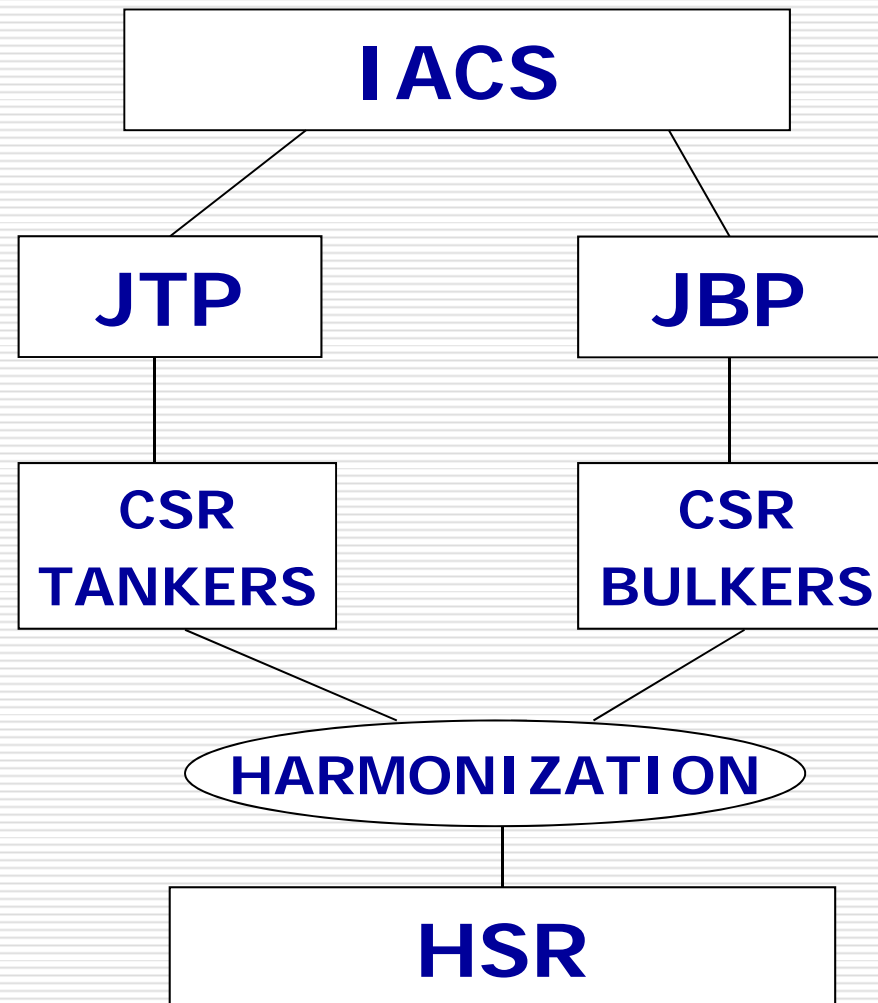 IACS
JTP
JBP
CSR
TANKERS
CSR
BULKERS
HARMONIZATION
HSR